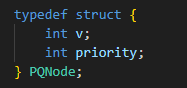 typedef struct {
    int v;
    int priority;
} PQNode;